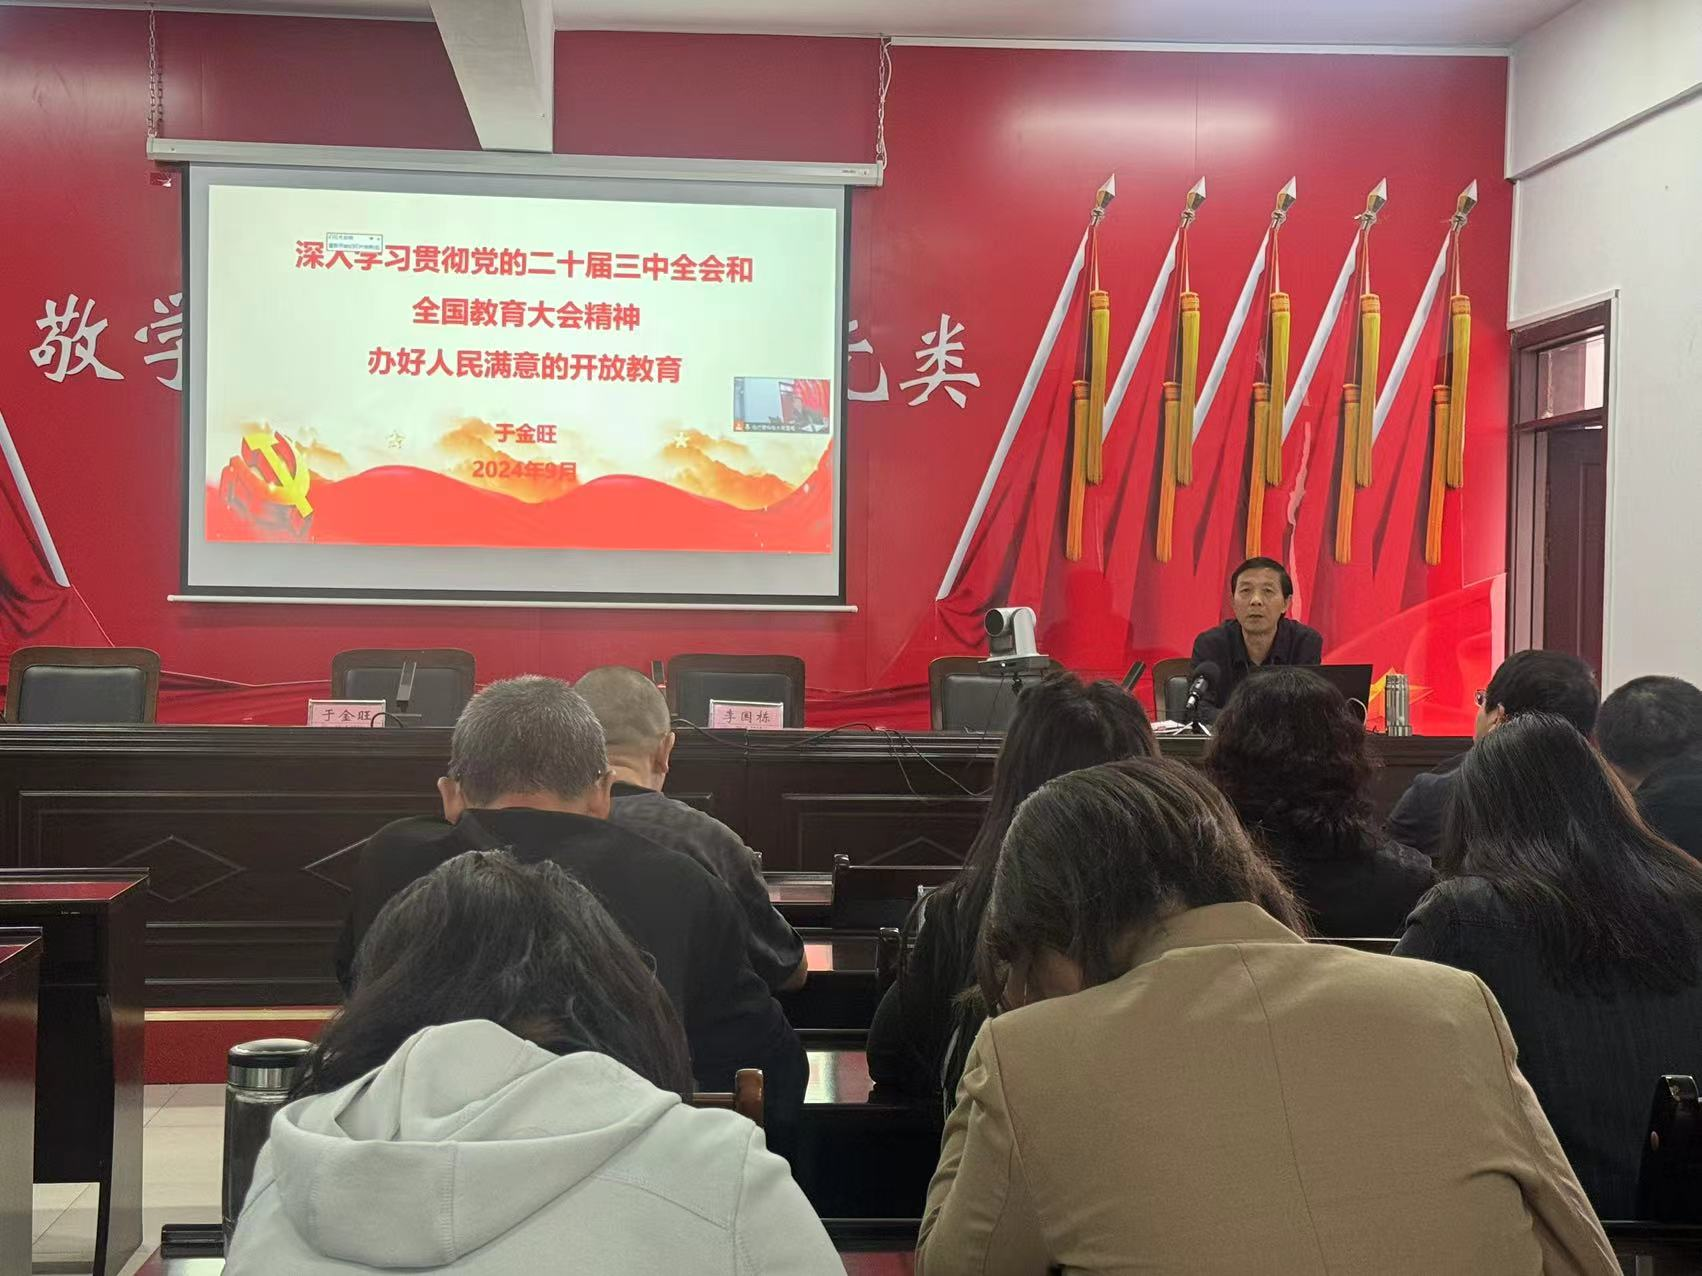 深入学习贯彻党的二十届三中全会和
全国教育大会精神
办好人民满意的开放教育
于金旺
2024年9月
敬学
类
于金旺
李国栋